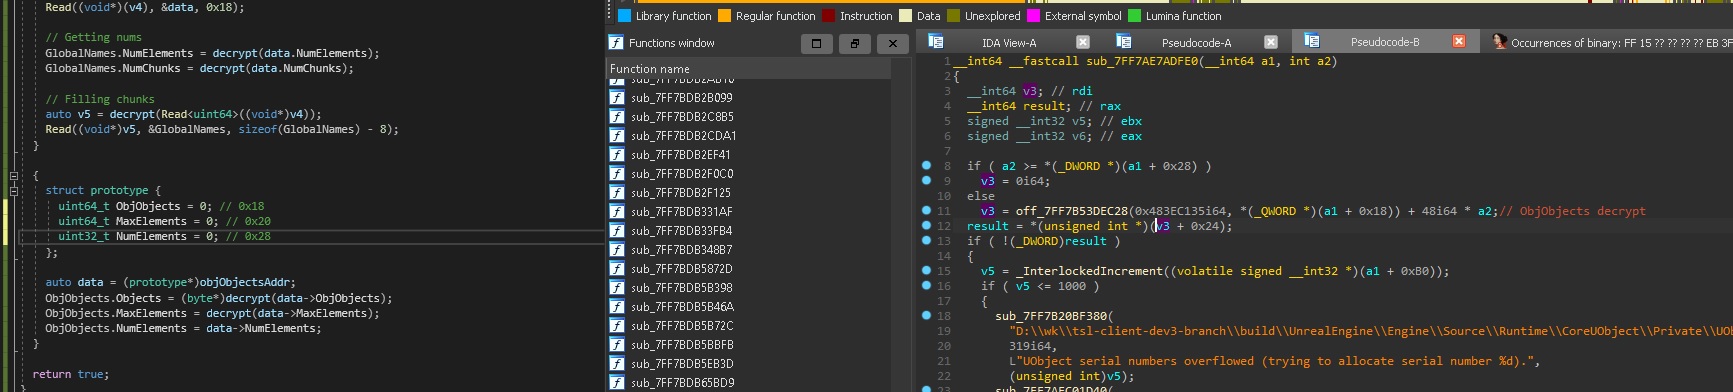 Read((void*)(v4), &data, 0x18);
// Getting nums
GlobalNames.NumElements = decrypt(data.NumElements);
GlobalNames.NumChunks = decrypt(data.NumChunks);
// Filling chunks
auto v5 = decrypt(Read<uint64>((void*)v4));
Read((void*)v5, &GlobalNames, sizeof(GlobalNames) - 8);
}
{
struct prototype {
uint64_t ObjObjects = 0; // 0x18
uint64_t MaxElements = 0; // 0x20
uint32_t NumElements = 0; // 0x28
};
auto data = (prototype*)objObjectsAddr;
ObjObjects.Objects = (byte*)decrypt(data->ObjObjects);
ObjObjects.MaxElements = decrypt(data->MaxElements);
ObjObjects.NumElements = data->NumElements;
}
return true;
Library function Regular function Instruction Data Unexplored External symbol Lumina function
Functions window
Function name
sub_7FF7BDB2AB10
sub_7FF7BDB2B099
sub_7FF7BDB2C8B5
sub_7FF7BDB2CDA1
sub_7FF7BDB2EF41
sub_7FF7BDB2F0C0
sub_7FF7BDB2F125
sub_7FF7BDB331AF
sub_7FF7BDB33FB4
sub_7FF7BDB348B7
sub_7FF7BDB5872D
sub_7FF7BDB5B398
sub_7FF7BDB5B46A
sub_7FF7BDB5B72C
sub_7FF7BDB5BBFB
sub_7FF7BDB5EB3D
sub_7FF7BDB65BD9
IDA View-A Pseudocode-A Pseudocode-B Occurrences of binary: FF 15 ?? ?? ?? ?? EB 3F
1 __int64 __fastcall sub_7FF7AE7ADFE0(__int64 a1, int a2)
2 {
3 __int64 v3; // rdi
4 __int64 result; // rax
5 signed __int32 v5; // ebx
6 signed __int32 v6; // eax
7
8 if ( a2 >= *(_DWORD *)(a1 + 0x28) )
9 v3 = 0i64;
10 else
11 v3 = off_7FF7B53DEC28(0x483EC135i64, *(_QWORD *)(a1 + 0x18)) + 48i64 * a2;// ObjObjects decrypt
12 result = *(unsigned int *)(v3 + 0x24);
13 if ( !(_DWORD)result )
14 {
15 v5 = _InterlockedIncrement((volatile signed __int32 *)(a1 + 0xB0));
16 if ( v5 <= 1000 )
17 {
18 sub_7FF7B20BF380(
19 "D:\\wk\\tsl-client-dev3-branch\\build\\UnrealEngine\\Engine\\Source\\Runtime\\CoreUObject\\Private\\UOb
20 319i64,
21 L"UObject serial numbers overflowed (trying to allocate serial number %d).",
22 (unsigned int)v5);
23